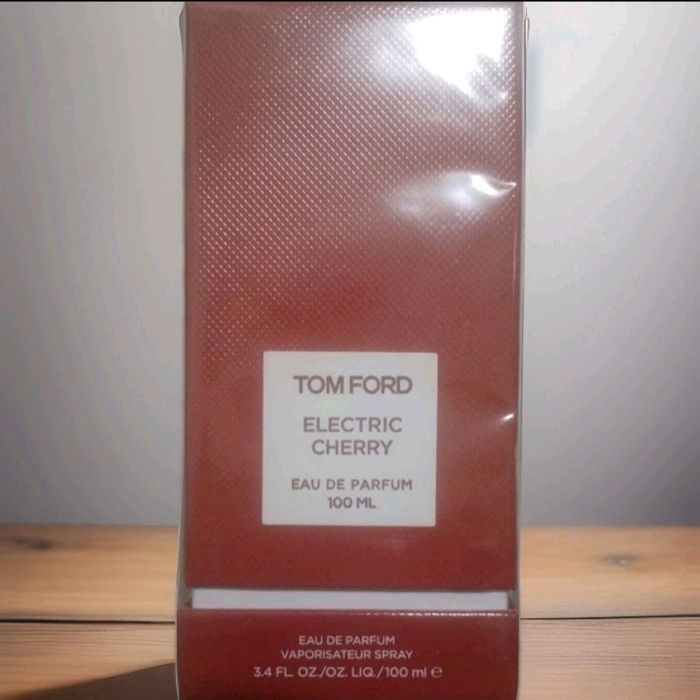 TOM FORD
ELECTRIC
CHERRY
EAU DE PARFUM
100 ML
EAU DE PARFUM
VAPORISATEUR SPRAY
3.4 FL. OZ./OZ. LIQ./100 ml ℮